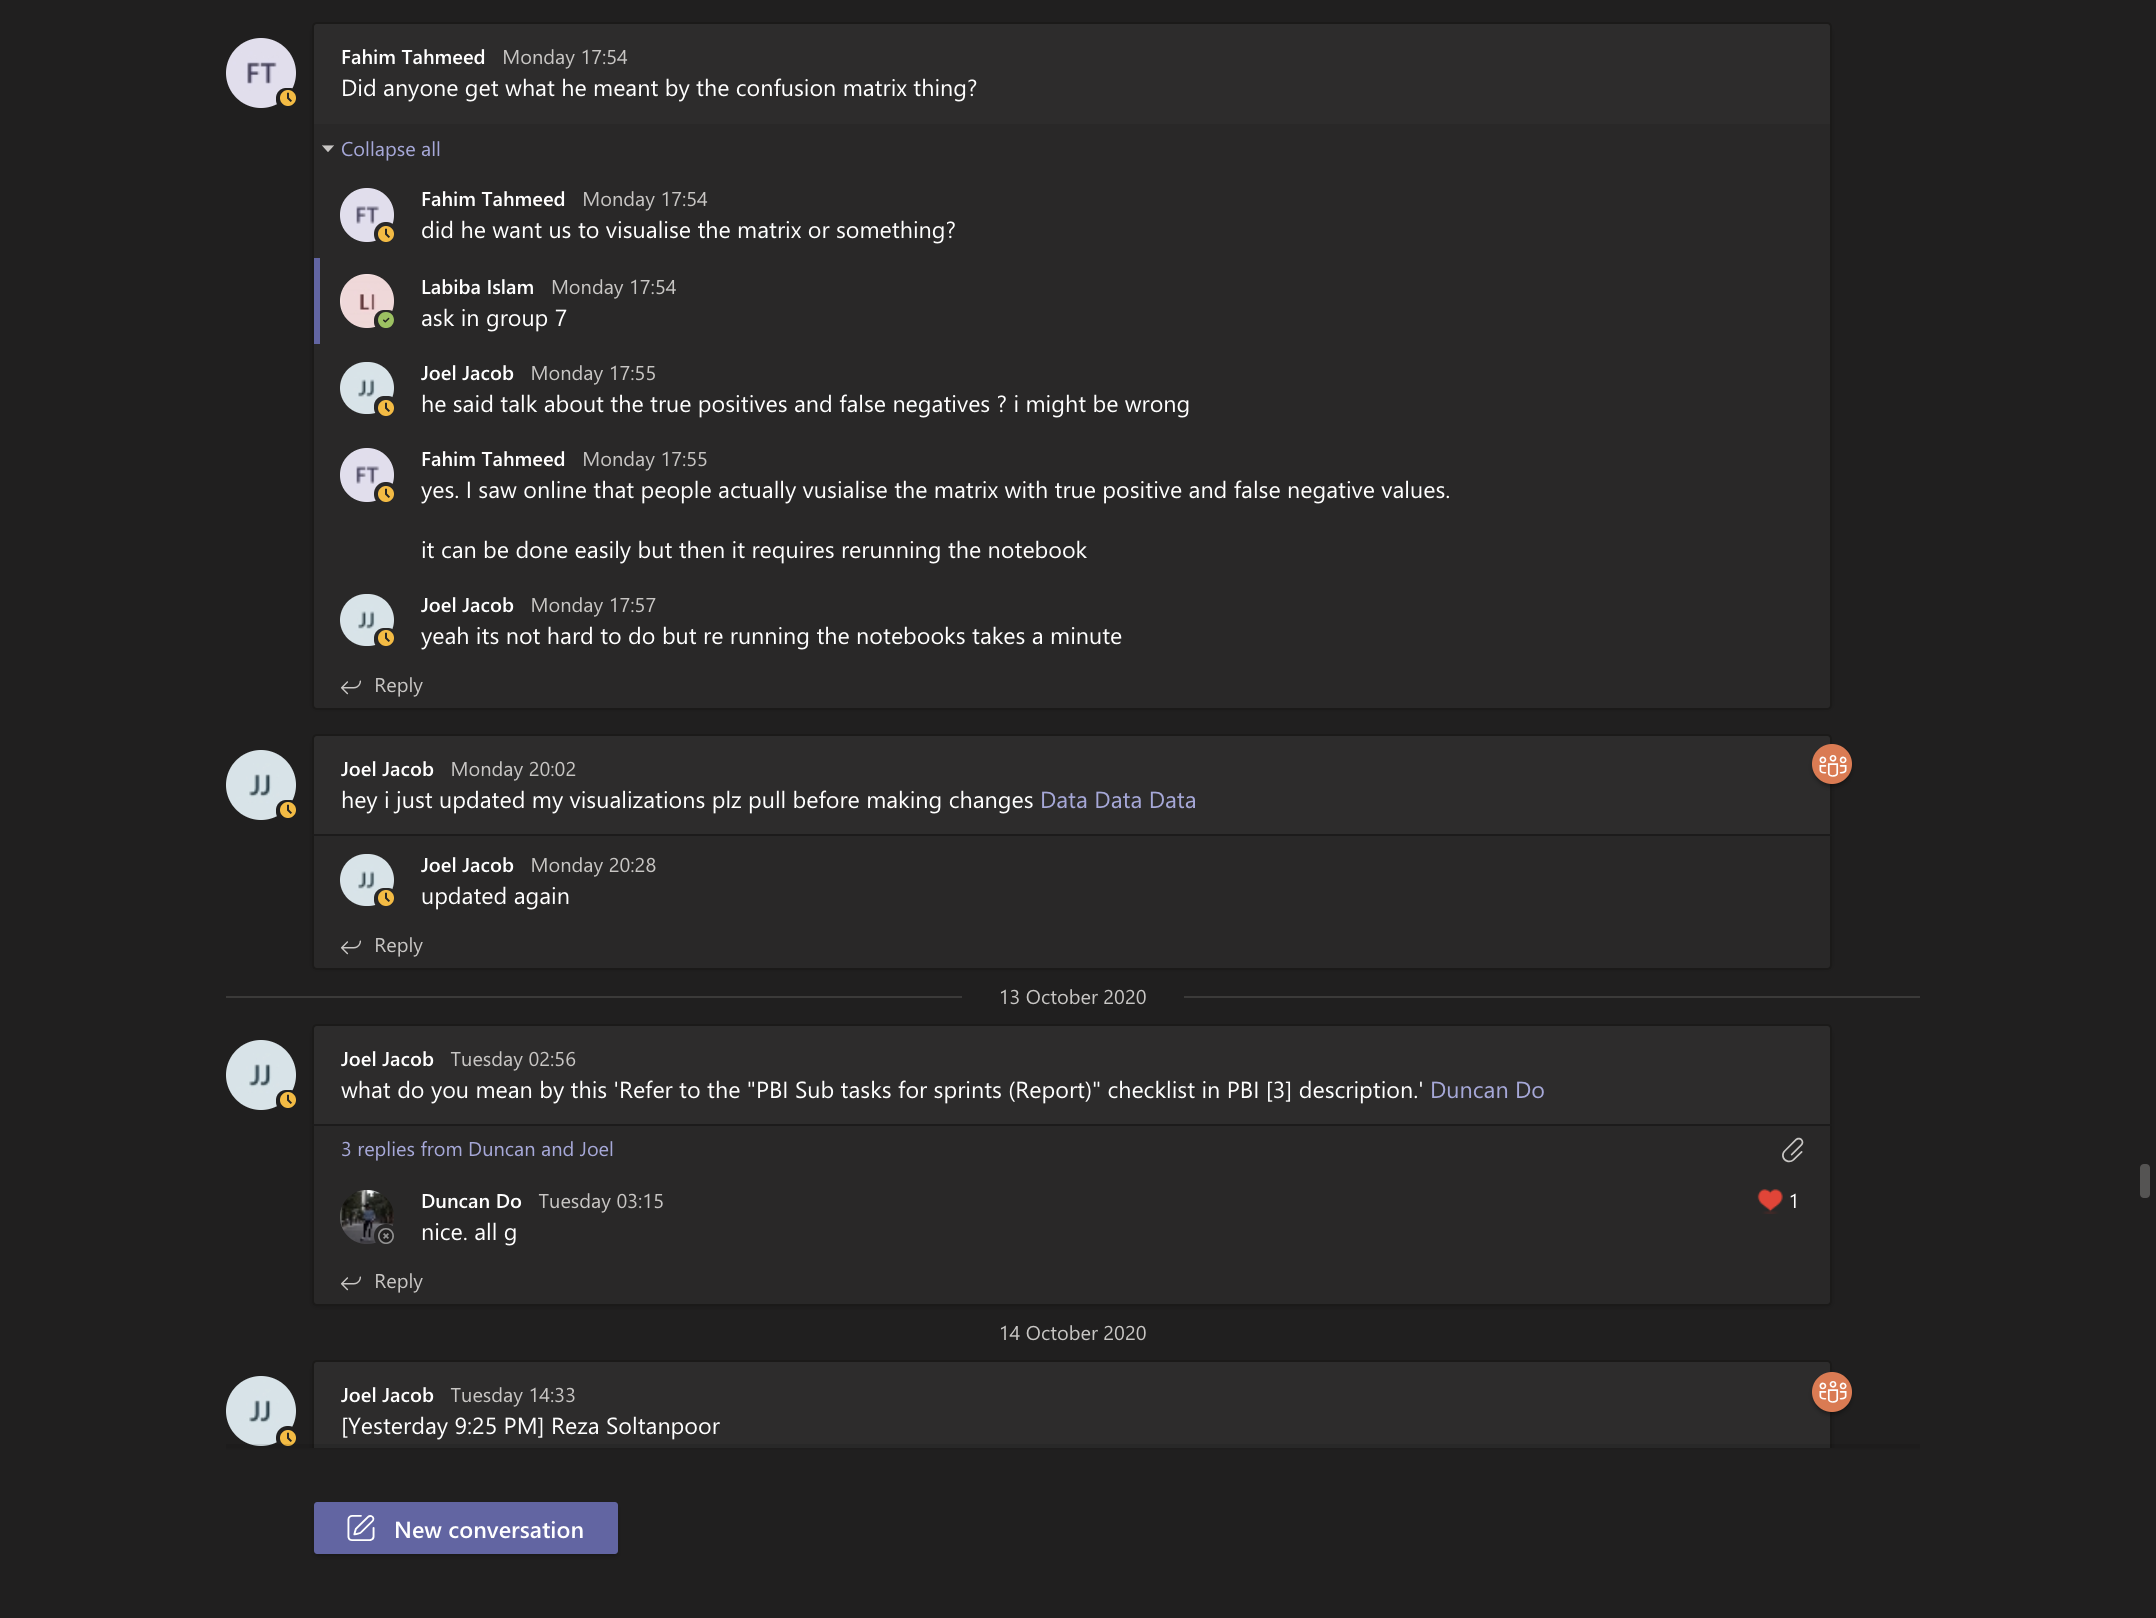 FT
Fahim Tahmeed Monday 17:54
Did anyone get what he meant by the confusion matrix thing?
Collapse all
FT
Fahim Tahmeed Monday 17:54
did he want us to visualise the matrix or something?
LI
Labiba Islam Monday 17:54
ask in group 7
JJ
Joel Jacob Monday 17:55
he said talk about the true positives and false negatives ? i might be wrong
FT
Fahim Tahmeed Monday 17:55
yes. I saw online that people actually vusialise the matrix with true positive and false negative values.
it can be done easily but then it requires rerunning the notebook
JJ
Joel Jacob Monday 17:57
yeah its not hard to do but re running the notebooks takes a minute
Reply
JJ
Joel Jacob Monday 20:02
hey i just updated my visualizations plz pull before making changes Data Data Data
JJ
Joel Jacob Monday 20:28
updated again
Reply
13 October 2020
JJ
Joel Jacob Tuesday 02:56
what do you mean by this 'Refer to the "PBI Sub tasks for sprints (Report)" checklist in PBI [3] description.' Duncan Do
3 replies from Duncan and Joel
Duncan Do Tuesday 03:15 1
nice. all g
Reply
14 October 2020
JJ
Joel Jacob Tuesday 14:33
[Yesterday 9:25 PM] Reza Soltanpoor
New conversation